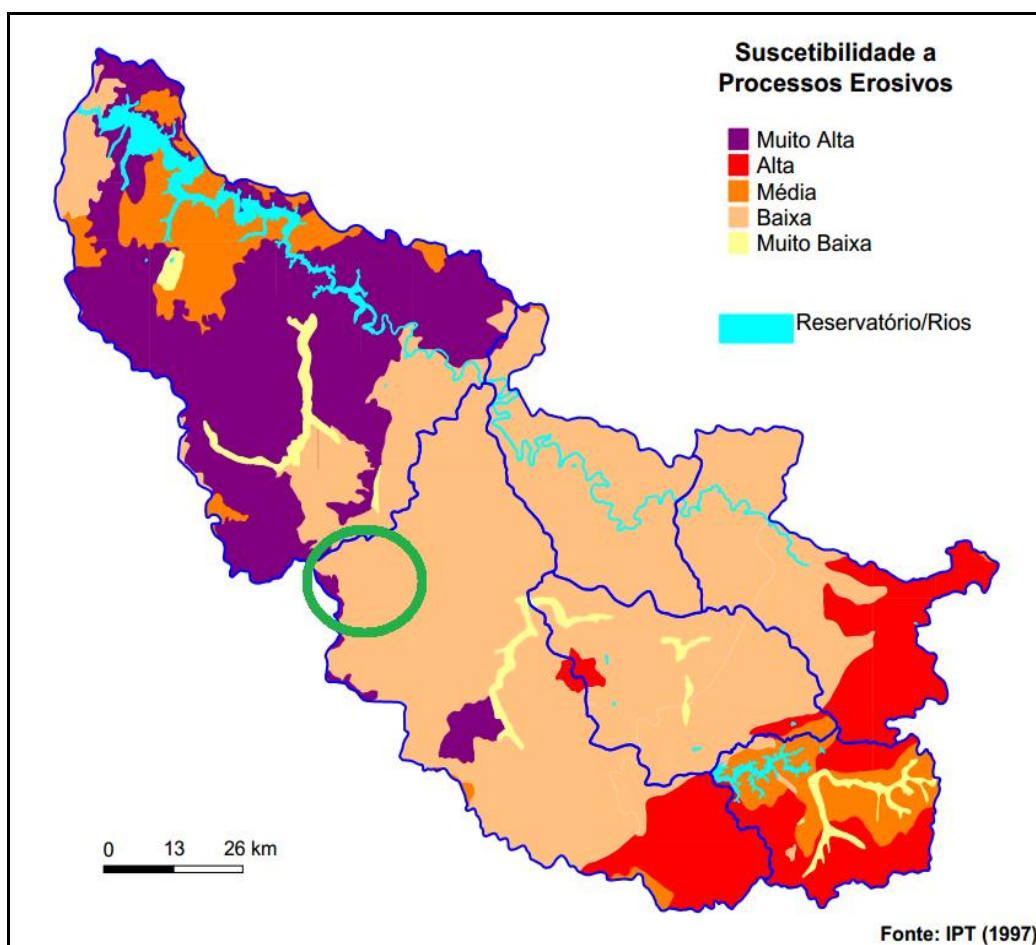 Suscetibilidade a
Processos Erosivos
Muito Alta
Alta
Média
Baixa
Muito Baixa
Reservatório/Rios
0 13 26 km
Fonte: IPT (1997)